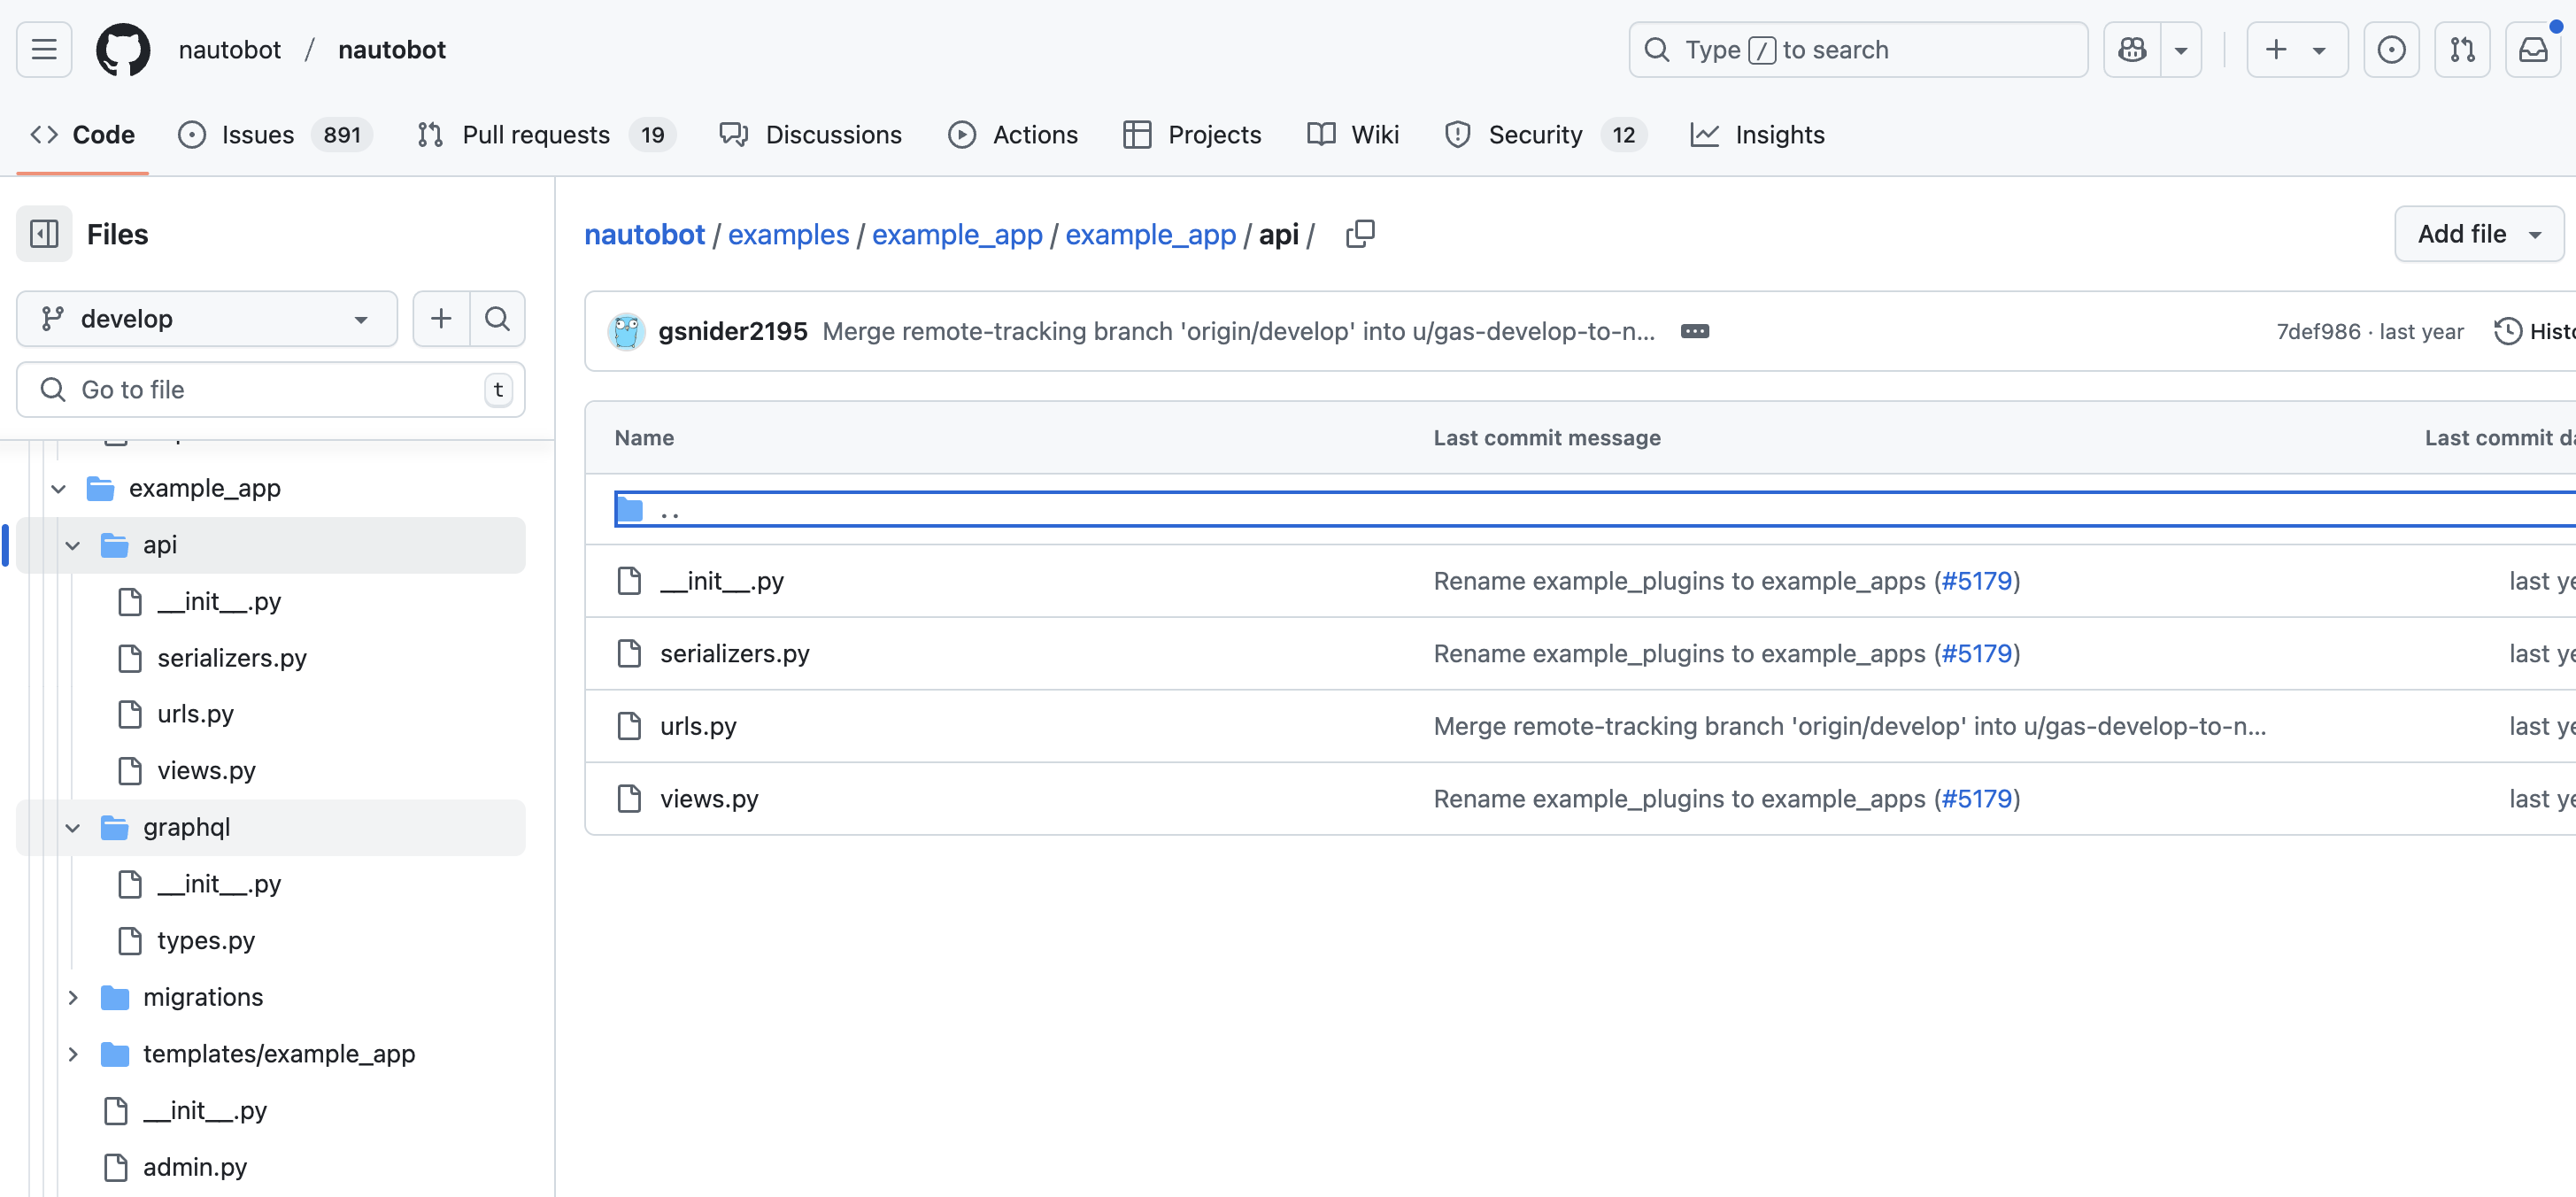 nautobot / nautobot
Type / to search
Code
Issues 891
Pull requests 19
Discussions
Actions
Projects
Wiki
Security 12
Insights
Files
develop
Go to file t
example_app
api
__init__.py
serializers.py
urls.py
views.py
graphql
__init__.py
types.py
migrations
templates/example_app
__init__.py
admin.py
nautobot / examples / example_app / example_app / api /
Add file
gsnider2195 Merge remote-tracking branch 'origin/develop' into u/gas-develop-to-n...
7def986 · last year
Histo
Name Last commit message Last commit da
..
__init__.py Rename example_plugins to example_apps (#5179) last ye
serializers.py Rename example_plugins to example_apps (#5179) last ye
urls.py Merge remote-tracking branch 'origin/develop' into u/gas-develop-to-n... last ye
views.py Rename example_plugins to example_apps (#5179) last ye